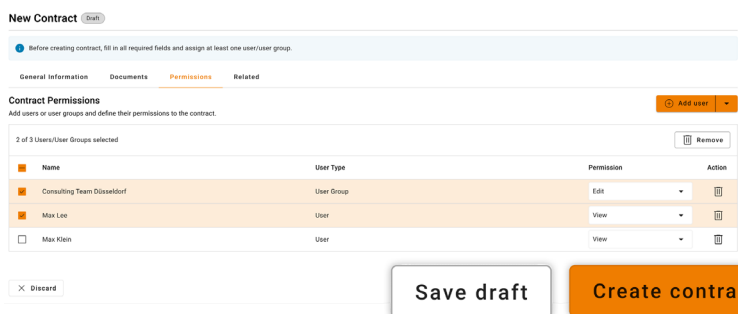 New Contract Draft
Before creating contract, fill in all required fields and assign at least one user/user group.
General Information Documents Permissions Related
Contract Permissions
Add users or user groups and define their permissions to the contract.
Add user
2 of 3 Users/User Groups selected
Remove
Name User Type Permission Action
Consulting Team Düsseldorf User Group Edit
Max Lee User View
Max Klein User View
Discard
Save draft
Create contra